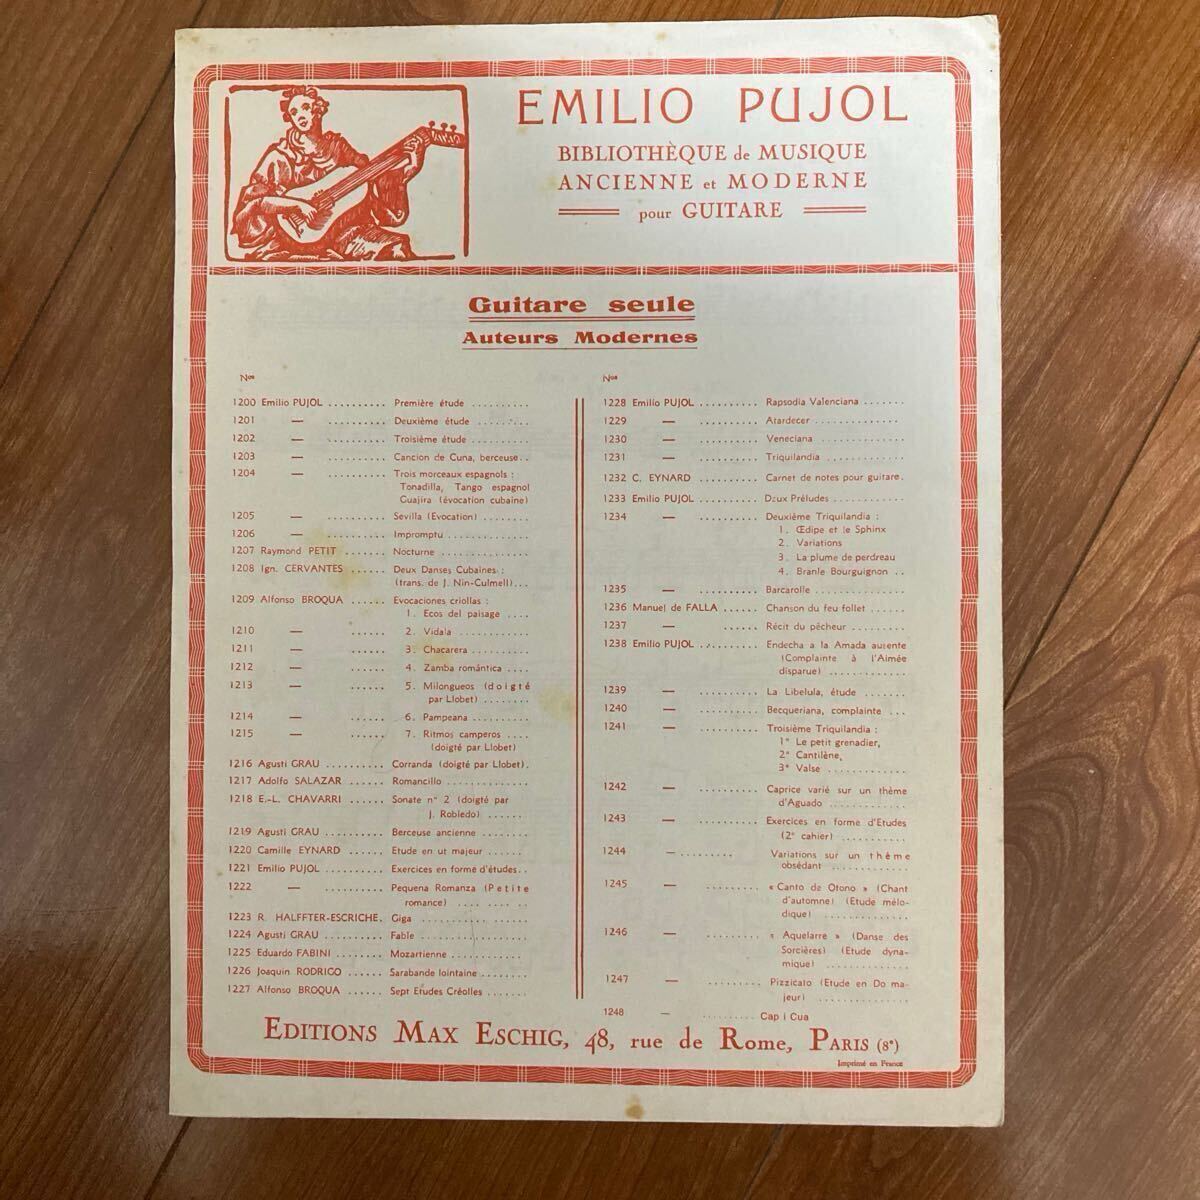 EMILIO PUJOL
BIBLIOTHÈQUE de MUSIQUE
ANCIENNE et MODERNE
pour GUITARE
Guitare seule
Auteurs Modernes
Nos
1200 Emilio PUJOL .......... Première étude ..........
1201 — .......... Deuxième étude ..........
1202 — .......... Troisième étude ..........
1203 — .......... Cancion de Cuna, berceuse..
1204 — .......... Trois morceaux espagnols :
Tonadilla, Tango espagnol
Guajira (évocation cubaine)
1205 — .......... Sevilla (Evocation) ........
1206 — .......... Impromptu ..............
1207 Raymond PETIT ....... Nocturne ..............
1208 Ign. CERVANTES ...... Deux Danses Cubaines :
(trans. de J. Nin-Culmell)...
1209 Alfonso BROQUA ...... Evocaciones criollas :
1. Ecos del paisage ....
1210 — ...... 2. Vidala ............
1211 — ...... 3. Chacarera ..........
1212 — ...... 4. Zamba romántica ....
1213 — ...... 5. Milongueos (doigté
par Llobet) ........
1214 — ...... 6. Pampeana ..........
1215 — ...... 7. Ritmos camperos ....
(doigté par Llobet)
1216 Agusti GRAU .......... Corranda (doigté par Llobet).
1217 Adolfo SALAZAR ....... Romancillo ..............
1218 E.-L. CHAVARRI ...... Sonate n° 2 (doigté par
J. Robledo) ......
1219 Agusti GRAU .......... Berceuse ancienne ........
1220 Camille EYNARD ...... Etude en ut majeur ......
1221 Emilio PUJOL .......... Exercices en forme d'études..
1222 — .......... Pequena Romanza (Petite
romance) .... .... ..
1223 R. HALFFTER-ESCRICHE. Giga ................
1224 Agusti GRAU .......... Fable ..................
1225 Eduardo FABINI ....... Mozartienne ............
1226 Joaquin RODRIGO ...... Sarabande lointaine ........
1227 Alfonso BROQUA ...... Sept Etudes Créolles .......
Nos
1228 Emilio PUJOL .......... Rapsodia Valenciana ......
1229 — .......... Atardecer ..............
1230 — .......... Veneciana ..............
1231 — .......... Triquilandia ............
1232 C. EYNARD .......... Carnet de notes pour guitare.
1233 Emilio PUJOL .......... Deux Préludes ............
1234 — .......... Deuxième Triquilandia :
1. Œdipe et le Sphinx
2. Variations
3. La plume de perdreau
4. Branle Bourguignon ..
1235 — .......... Barcarolle ..............
1236 Manuel de FALLA ...... Chanson du feu follet ......
1237 — ...... Récit du pêcheur ..........
1238 Emilio PUJOL .......... Endecha a la Amada ausente
(Complainte à l'Aimée
disparue) ............
1239 — .......... La Libelula, étude ........
1240 — .......... Becqueriana, complainte ...
1241 — .......... Troisième Triquilandia :
1° Le petit grenadier,
2° Cantilène,
3° Valse ............
1242 — .......... Caprice varié sur un thème
d'Aguado ............
1243 — .......... Exercices en forme d'Etudes
(2e cahier) ..........
1244 — ......... Variations sur un thème
obsédant ............
1245 — ......... « Canto de Otono » (Chant
d'automne) (Etude mélo-
dique) ..............
1246 — ......... « Aquelarre » (Danse des
Sorcières) (Etude dyna-
mique) ..............
1247 — ......... Pizzicato (Etude en Do ma-
jeur) ..............
1248 — .......... Cap i Cua
EDITIONS MAX ESCHIG, 48, rue de Rome, PARIS (8e)
Imprimé en France